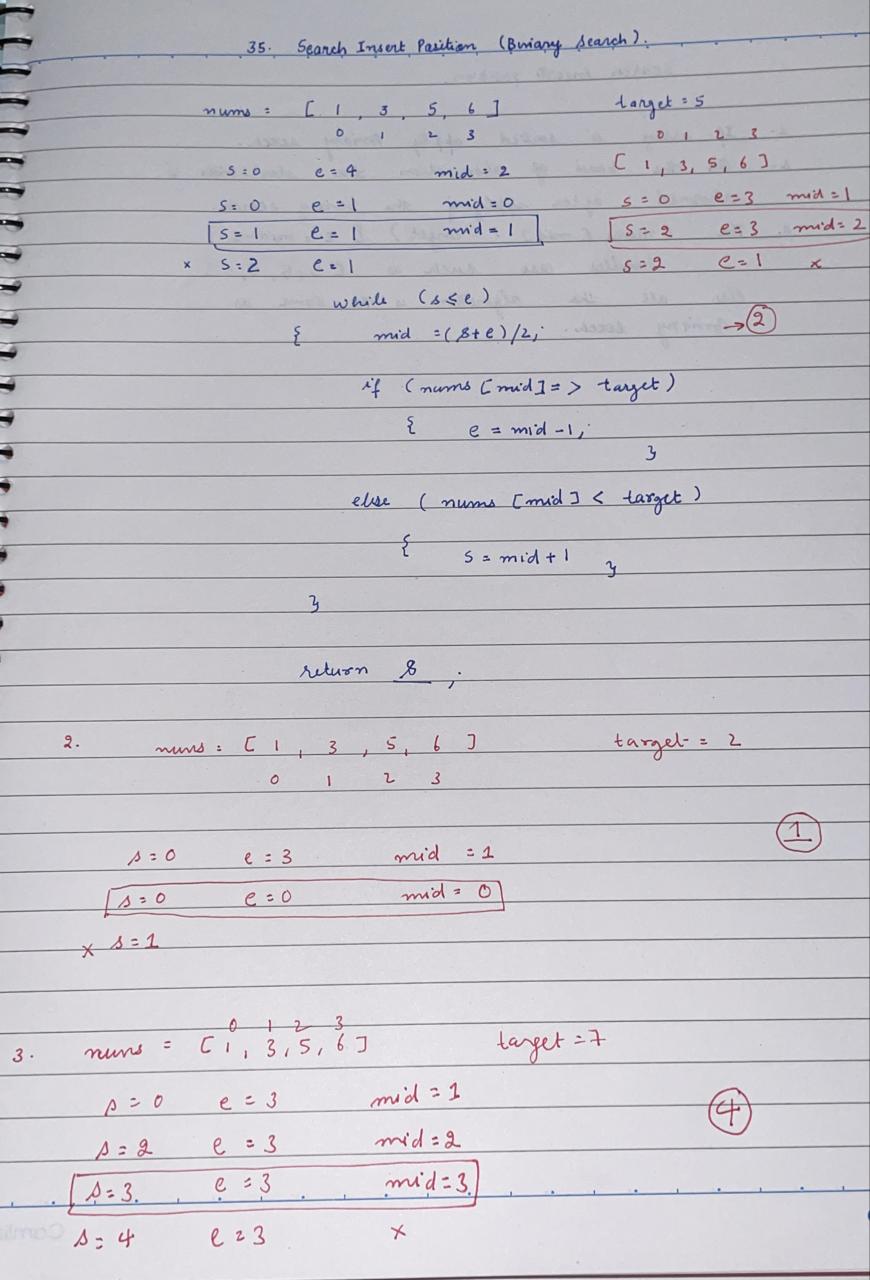 35. Search Insert Position (Binary Search).
nums = [ 1 , 3 , 5, 6 ] target = 5
0 1 2 3 0 1 2 3
s=0 e=4 mid=2 [ 1, 3, 5, 6 ]
s=0 e=1 mid=0 s=0 e=3 mid=1
s=1 e=1 mid=1 s=2 e=3 mid=2
x s=2 e=1 s=2 e=1 x
while (s≤e)
{ mid =(s+e)/2; →②
if (nums [mid] => target)
{ e = mid -1;
}
else ( nums [mid] < target)
{ s = mid + 1 }
}
return s ;
2. nums = [ 1 , 3 , 5, 6 ] target = 2
0 1 2 3
①
s=0 e=3 mid =1
s=0 e=0 mid= 0
x s=1
0 1 2 3
3. nums = [ 1, 3, 5, 6 ] target=7
s=0 e=3 mid=1
④
s=2 e=3 mid=2
s=3 e=3 mid=3
s=4 e=3 x